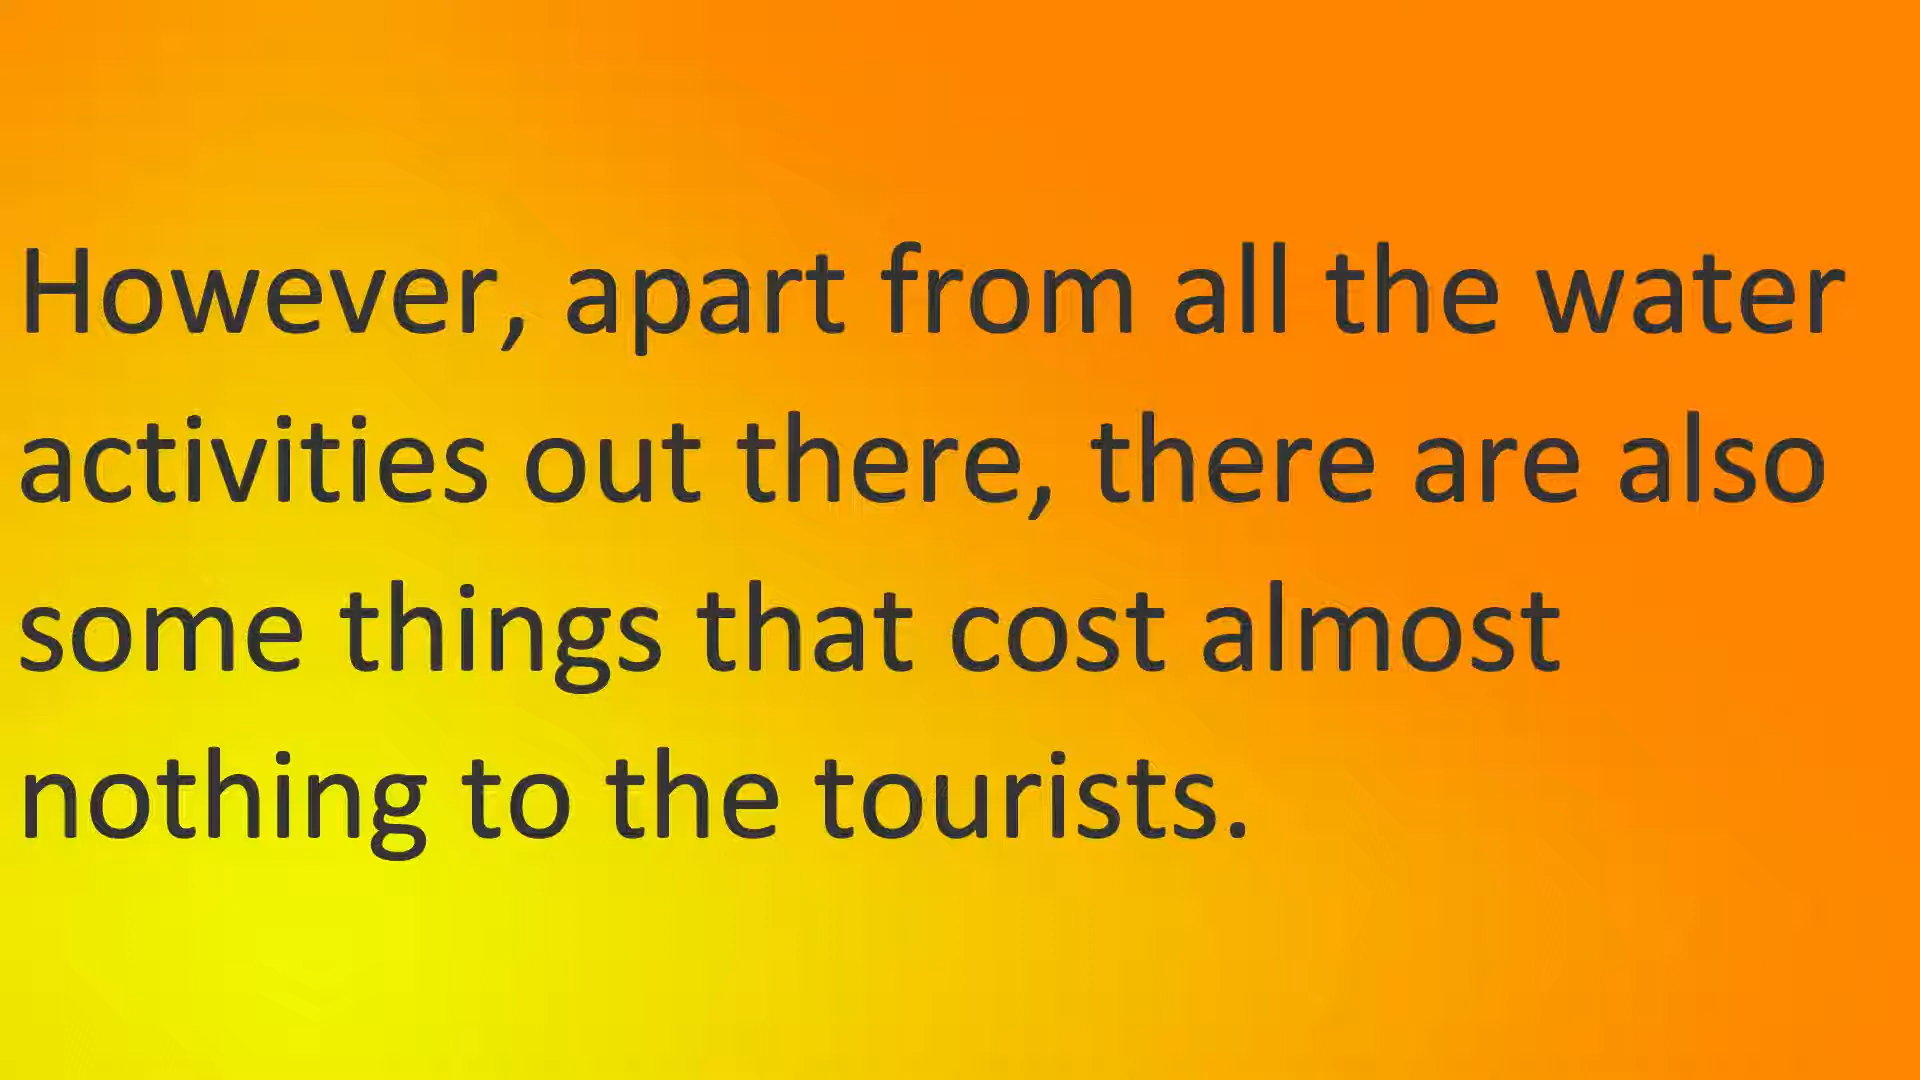 However, apart from all the water
activities out there, there are also
some things that cost almost
nothing to the tourists.